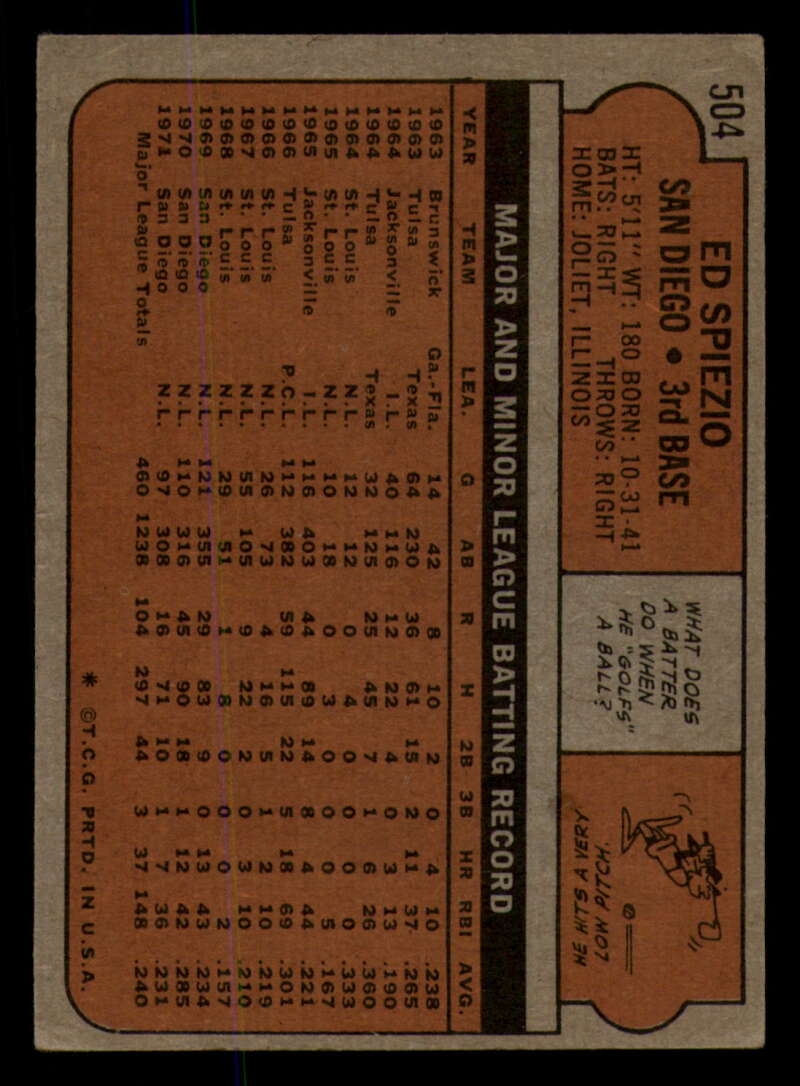 504
ED SPIEZIO
SAN DIEGO • 3rd BASE
HT: 5'11" WT: 180 BORN: 10-31-41
BATS: RIGHT THROWS: RIGHT
HOME: JOLIET, ILLINOIS
WHAT DOES
A BATTER
DO WHEN
HE "GOLFS"
A BALL?
HE HITS A VERY
LOW PITCH.
MAJOR AND MINOR LEAGUE BATTING RECORD
YEAR TEAM LEA. G AB R H 2B 3B HR RBI AVG.
1963 Brunswick Ga.-Fla. 14 42 8 10 2 0 4 10 .238
1963 Tulsa Texas 64 230 36 61 15 2 11 37 .265
1964 Jacksonville I.L. 40 116 12 22 4 0 3 13 .190
1964 Tulsa Texas 32 125 25 45 7 1 6 26 .360
1964 St. Louis N.L. 12 12 0 4 0 0 0 0 .333
1965 St. Louis N.L. 10 18 0 3 0 0 0 5 .167
1965 Jacksonville I.L. 116 403 44 89 14 8 4 44 .221
1966 Tulsa P.C.L. 112 382 59 115 22 5 18 69 .301
1966 St. Louis N.L. 26 73 4 16 5 1 2 10 .219
1967 St. Louis N.L. 55 105 9 22 2 0 3 10 .210
1968 St. Louis N.L. 29 51 1 8 0 0 0 2 .157
1969 San Diego N.L. 121 355 29 83 9 0 13 43 .234
1970 San Diego N.L. 110 316 45 90 18 1 12 42 .285
1971 San Diego N.L. 97 308 16 71 10 1 7 36 .231
Major League Totals 460 1238 104 297 44 3 37 148 .240
* ©T.C.G. PRTD. IN U.S.A.